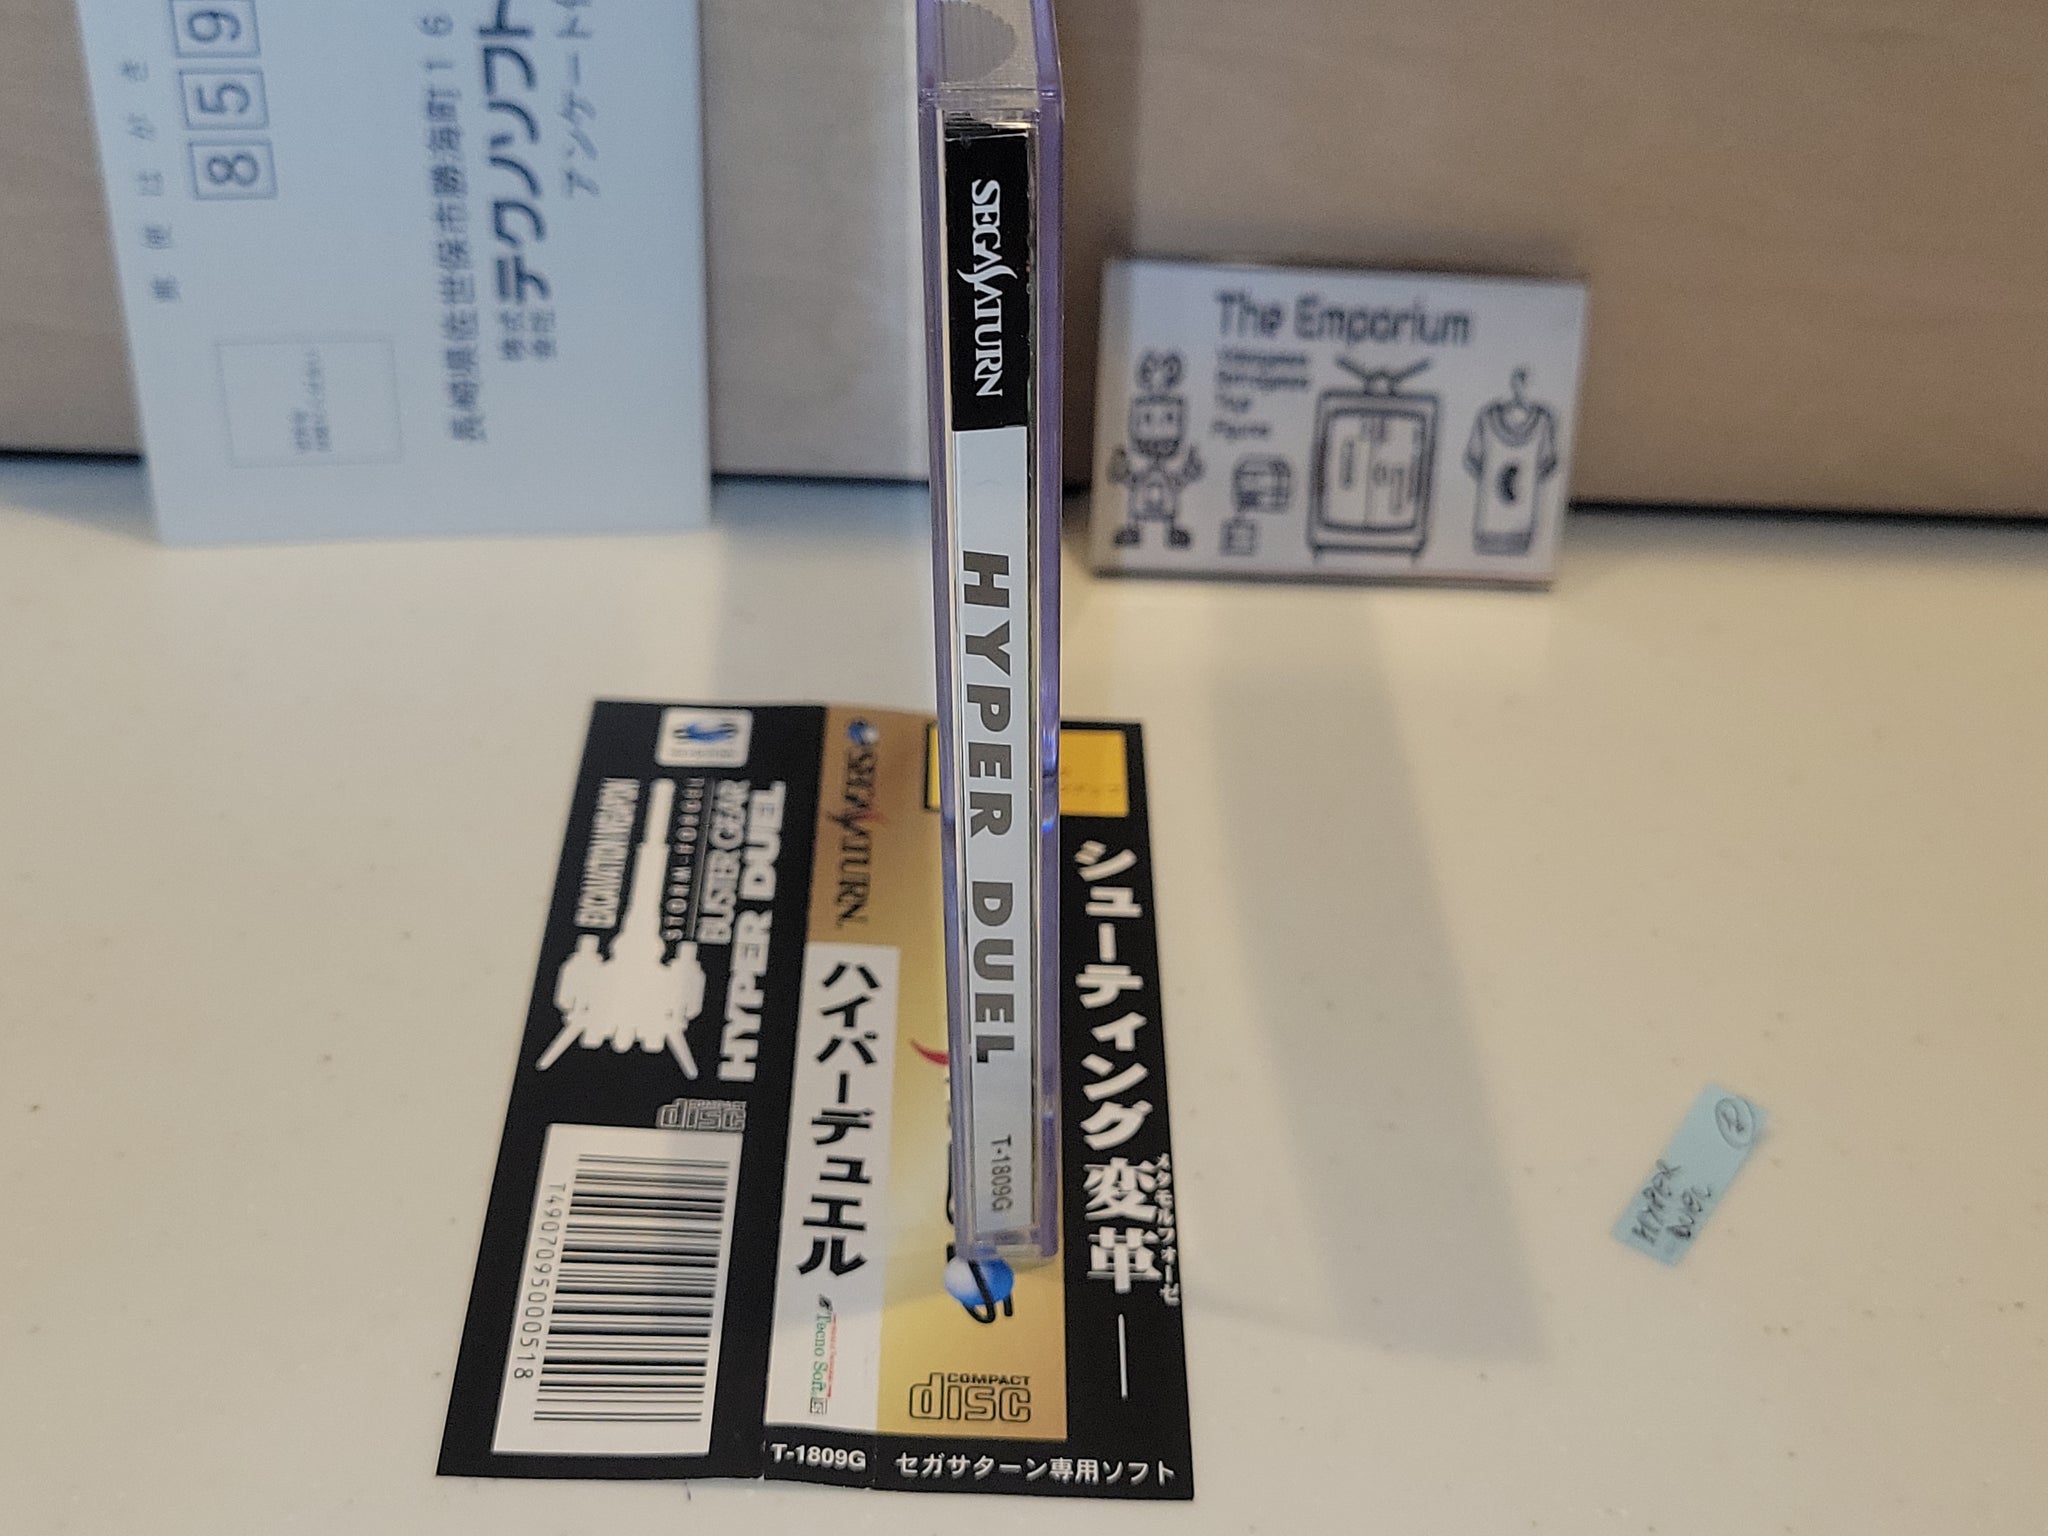 郵便はがき
859
長崎県佐世保市勝海町16
株式会社テクノソフト
アンケート
SEGA SATURN
HYPER DUEL
T-1809G
The Emporium
EXCAVATION WEAPON
STORM-FORCE
BUSTER GEAR
HYPER DUEL
COMPACT disc
T4907095000518
SEGA SATURN
ハイパーデュエル
Tecno Soft
T-1809G
COMPACT disc
シューティング変革
メタモルフォーゼ
セガサターン専用ソフト
HYPER
DUEL